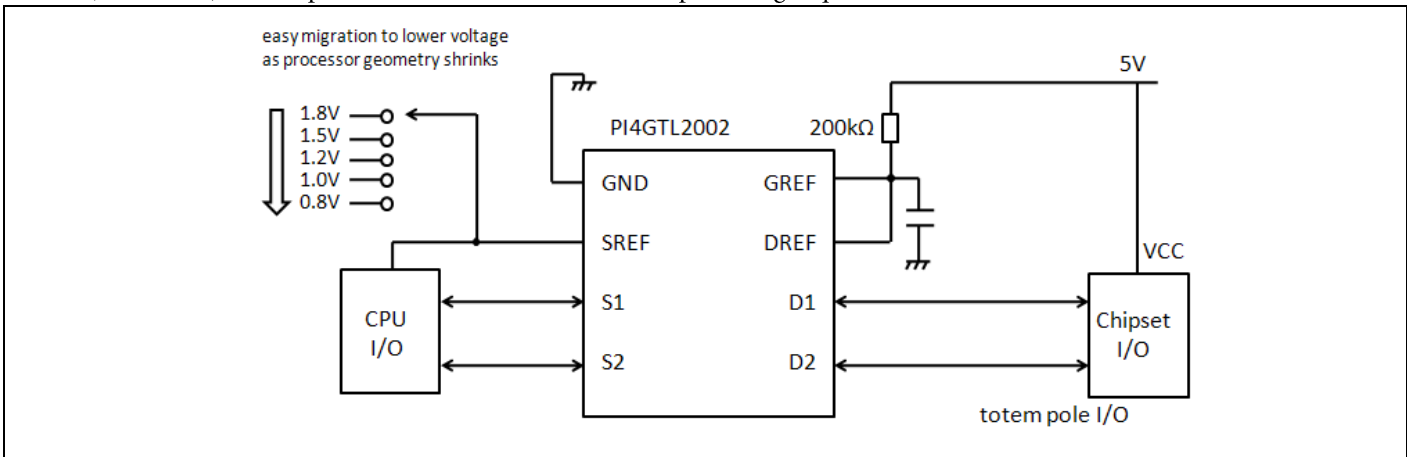 easy migration to lower voltage
as processor geometry shrinks
1.8V
1.5V
1.2V
1.0V
0.8V
5V
PI4GTL2002
200kΩ
GND
GREF
SREF
DREF
VCC
CPU
I/O
S1
D1
Chipset
I/O
S2
D2
totem pole I/O